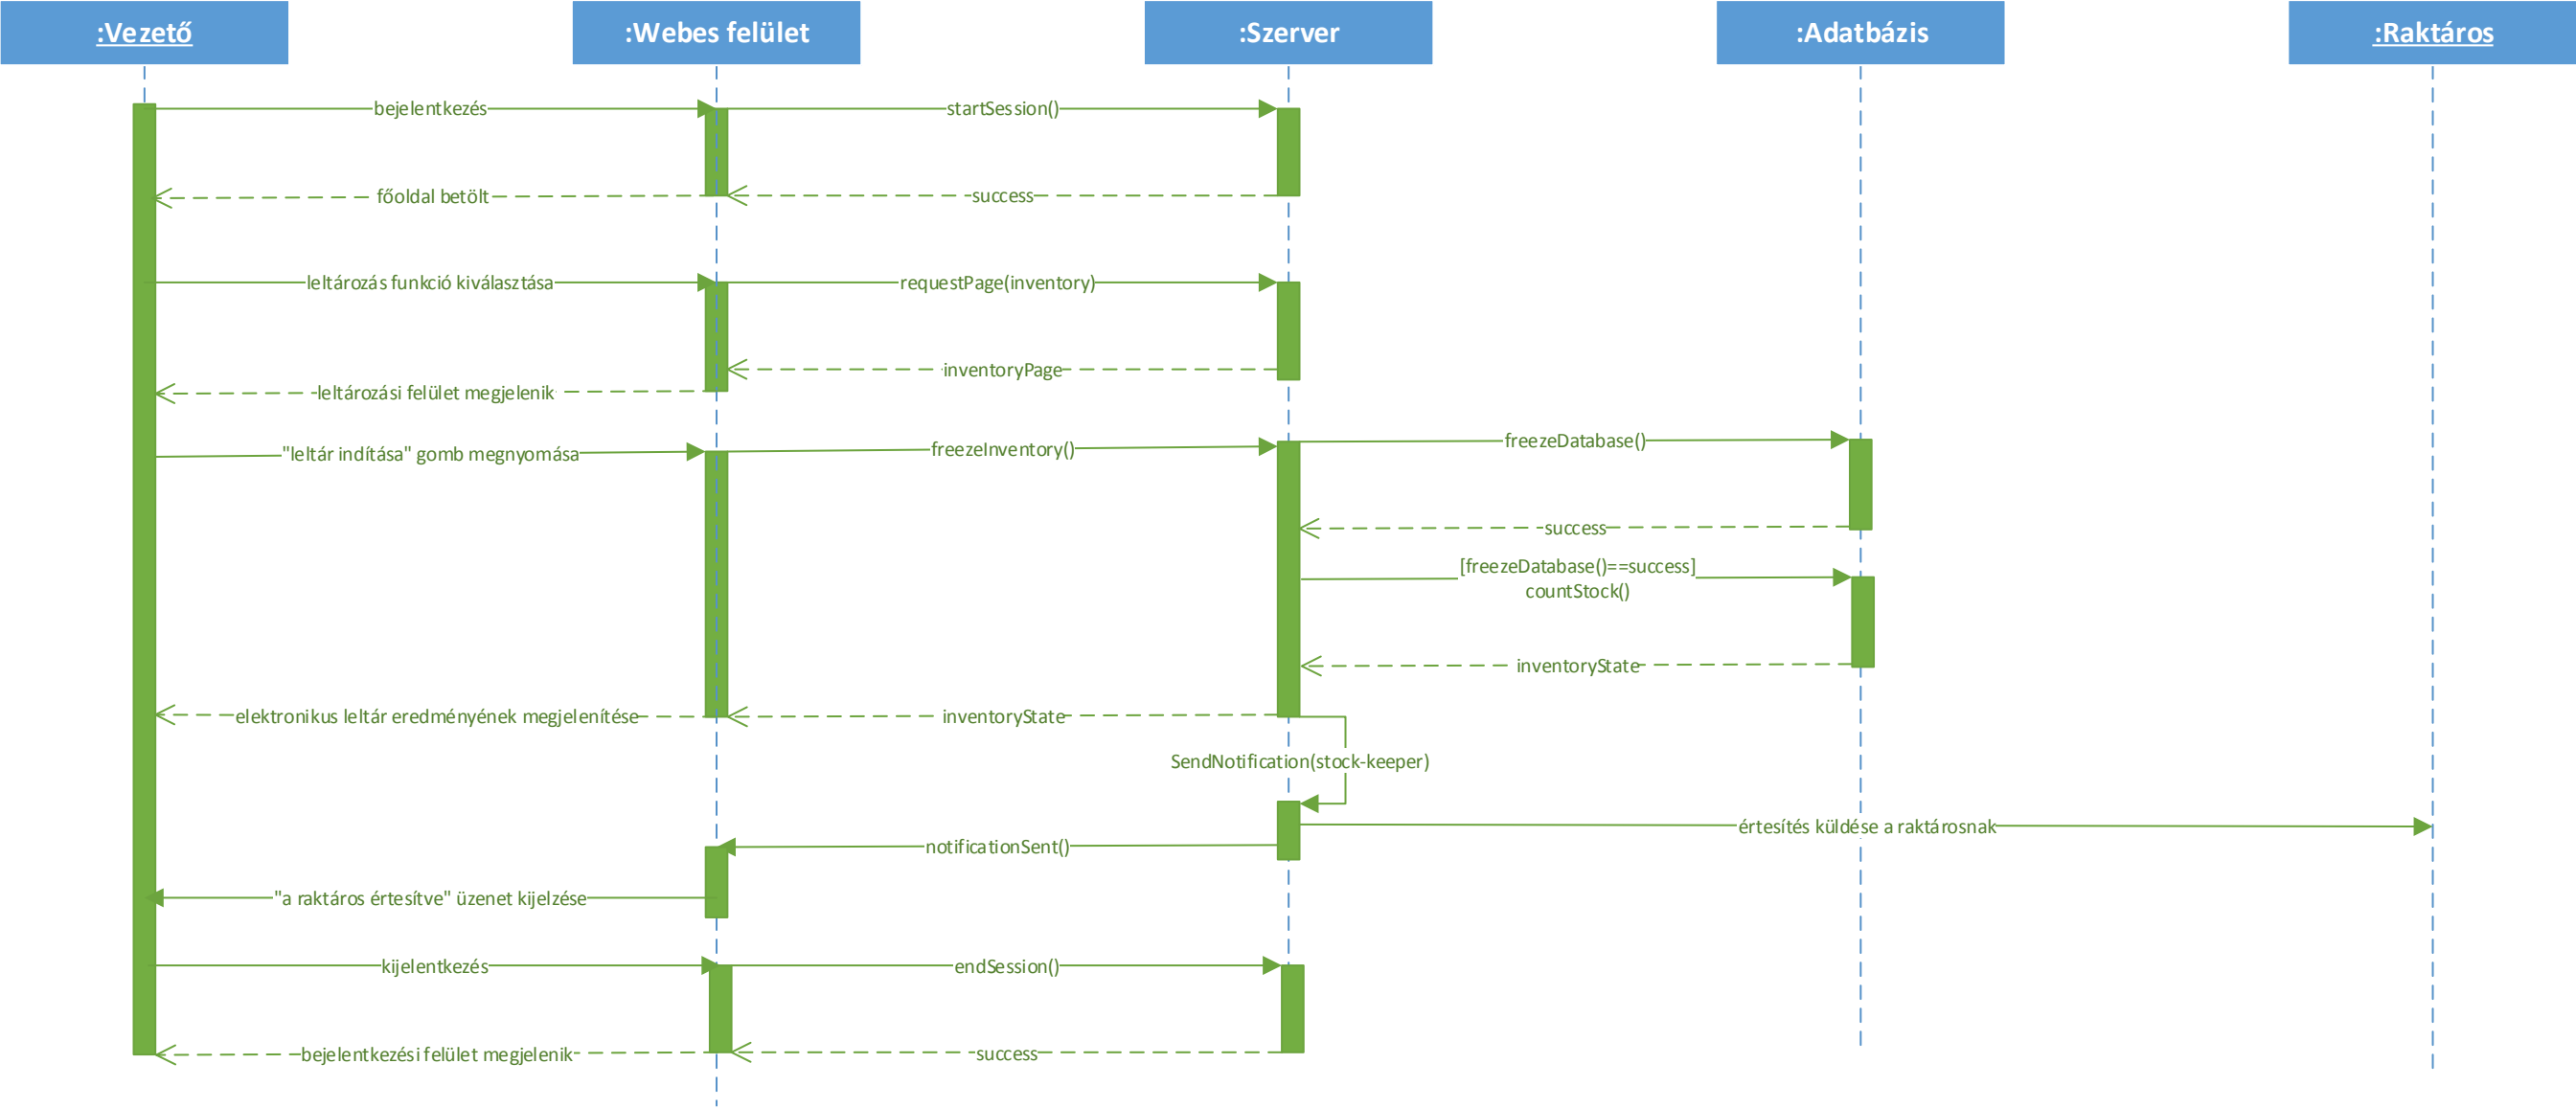 :Vezető
:Webes felület
:Szerver
:Adatbázis
:Raktáros
bejelentkezés
startSession()
főoldal betölt
success
leltározás funkció kiválasztása
requestPage(inventory)
inventoryPage
leltározási felület megjelenik
"leltár indítása" gomb megnyomása
freezeInventory()
freezeDatabase()
success
[freezeDatabase()==success]
countStock()
inventoryState
elektronikus leltár eredményének megjelenítése
inventoryState
SendNotification(stock-keeper)
értesítés küldése a raktárosnak
notificationSent()
"a raktáros értesítve" üzenet kijelzése
kijelentkezés
endSession()
bejelentkezési felület megjelenik
success